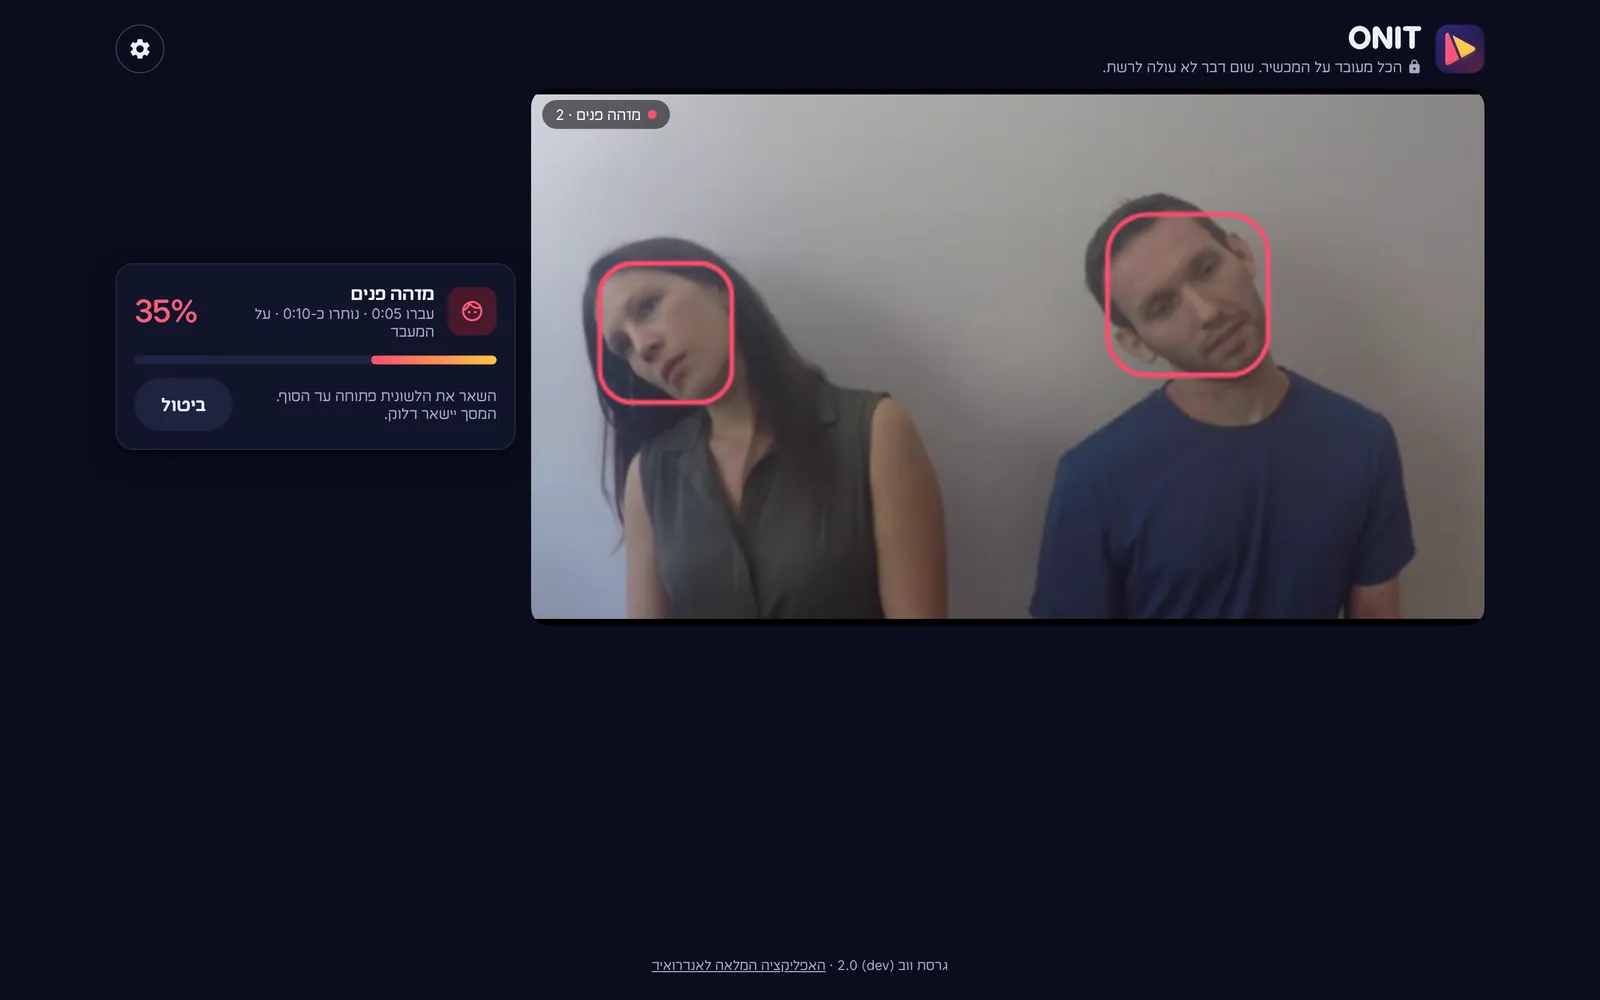 ONIT
הכל מעובד על המכשיר. שום דבר לא עולה לרשת.
מזהה פנים · 2
מזהה פנים
עברו 0:05 · נותרו כ-0:10 · על
המעבד
35%
השאר את הלשונית פתוחה עד הסוף.
המסך יישאר דלוק.
ביטול
גרסת ווב 2.0 (dev) · האפליקציה המלאה לאנדרואיד